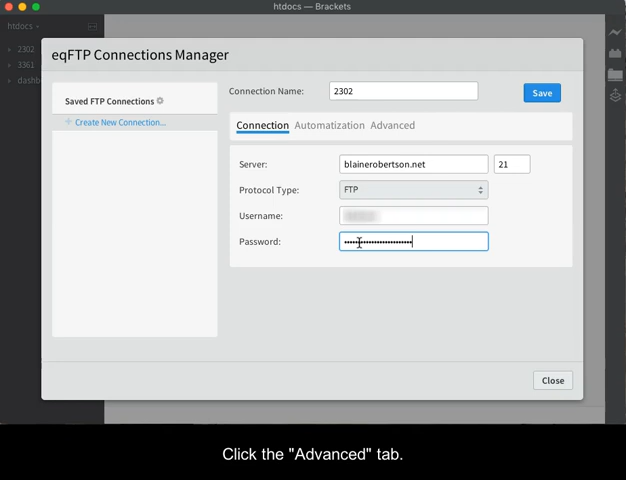 htdocs — Brackets
htdocs
2302
3361
dashb
eqFTP Connections Manager
Saved FTP Connections
Create New Connection...
Connection Name: 2302
Save
Connection Automatization Advanced
Server: blainerobertson.net 21
Protocol Type: FTP
Username:
Password: ••••••••••••••••••••••••
Close
Click the "Advanced" tab.